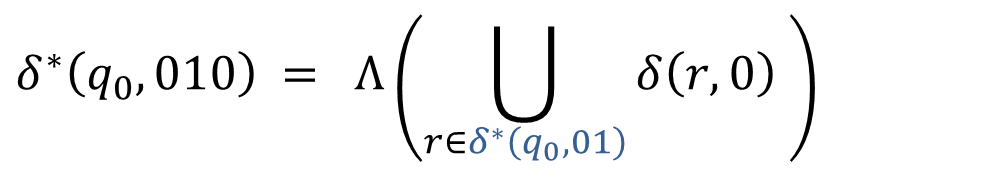 δ*(q₀,010) = Λ(⋃ δ(r,0))
r∈δ*(q₀,01)